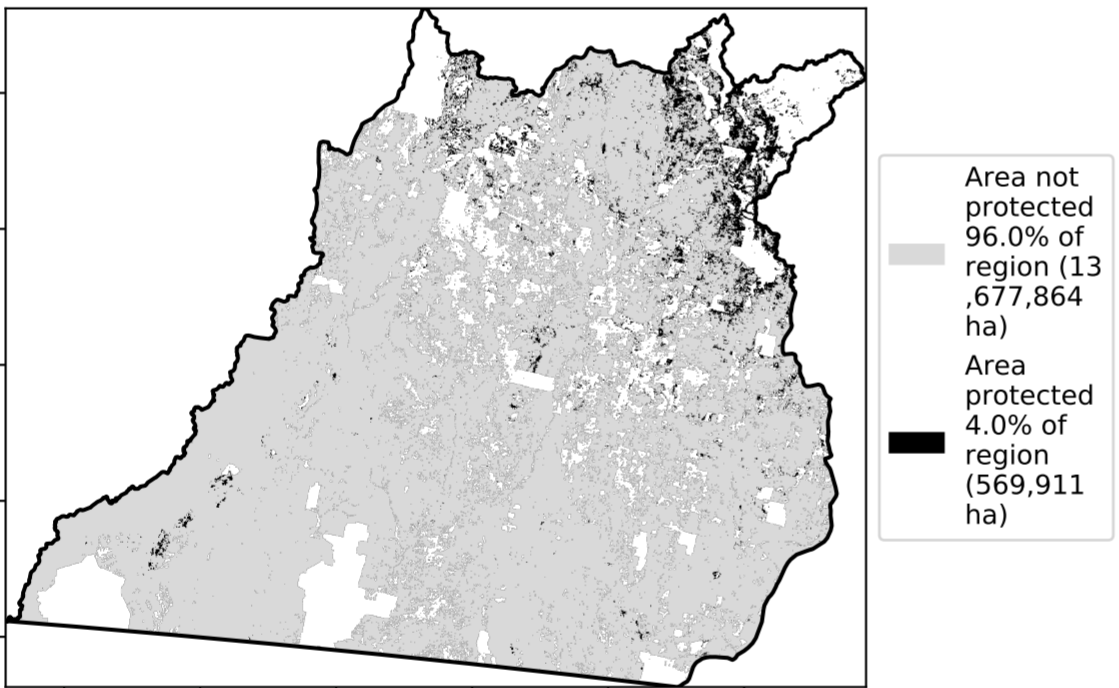 Area not
protected
96.0% of
region (13
,677,864
ha)
Area
protected
4.0% of
region
(569,911
ha)